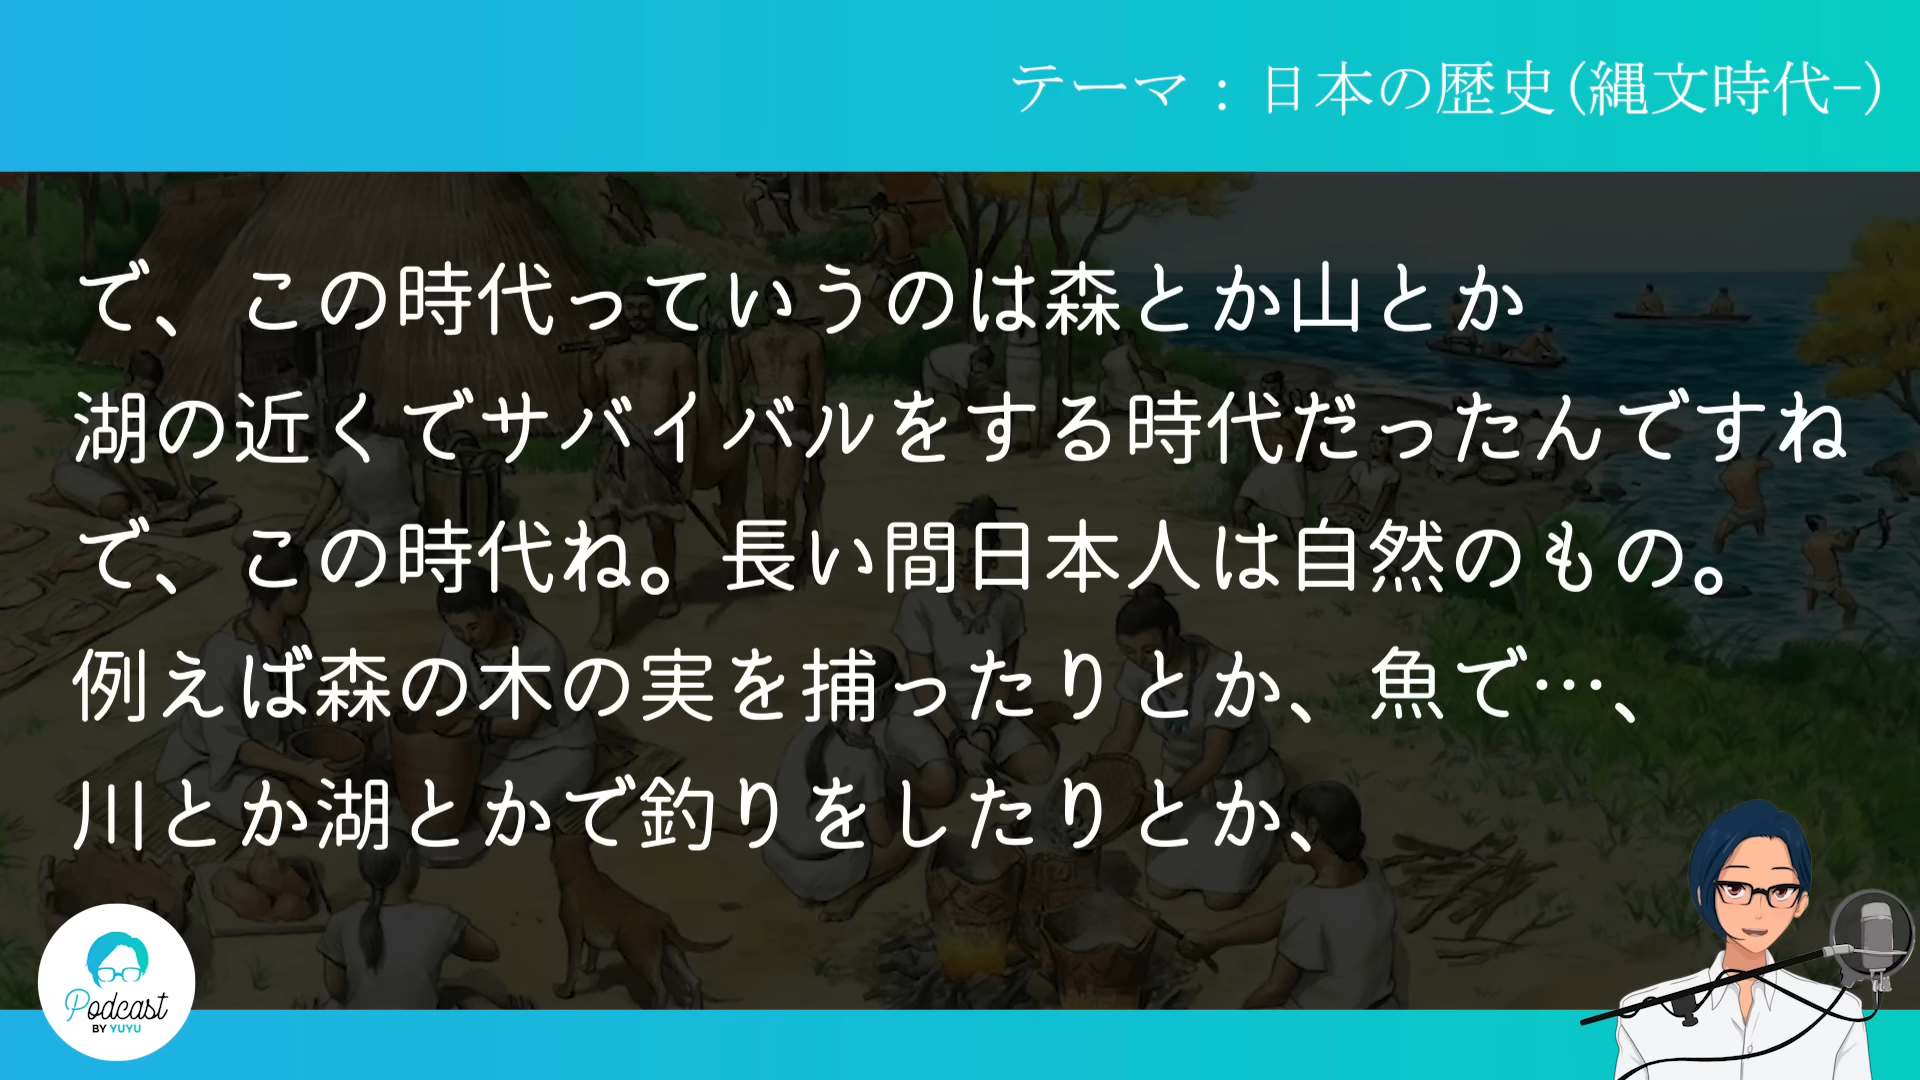 テーマ：日本の歴史(縄文時代-)
で、この時代っていうのは森とか山とか
湖の近くでサバイバルをする時代だったんですね
で、この時代ね。長い間日本人は自然のもの。
例えば森の木の実を捕ったりとか、魚で…、
川とか湖とかで釣りをしたりとか、
Podcast
BY YUYU